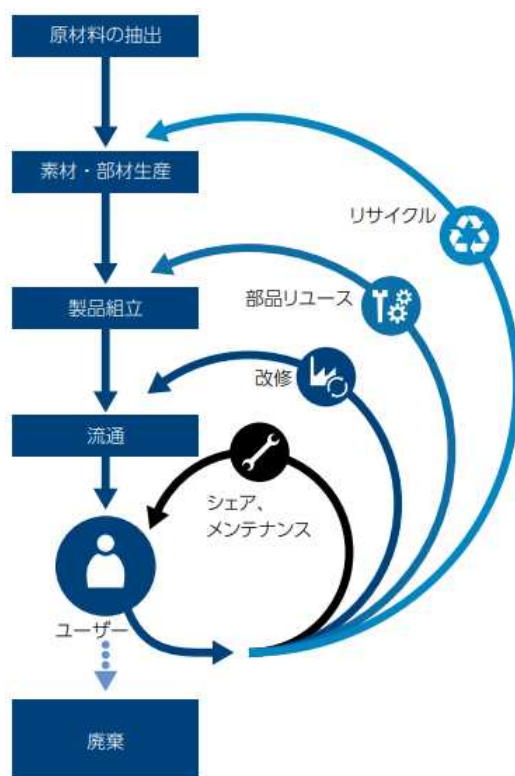 原材料の抽出
素材・部材生産
リサイクル
部品リユース
製品組立
改修
流通
シェア、
メンテナンス
ユーザー
廃棄